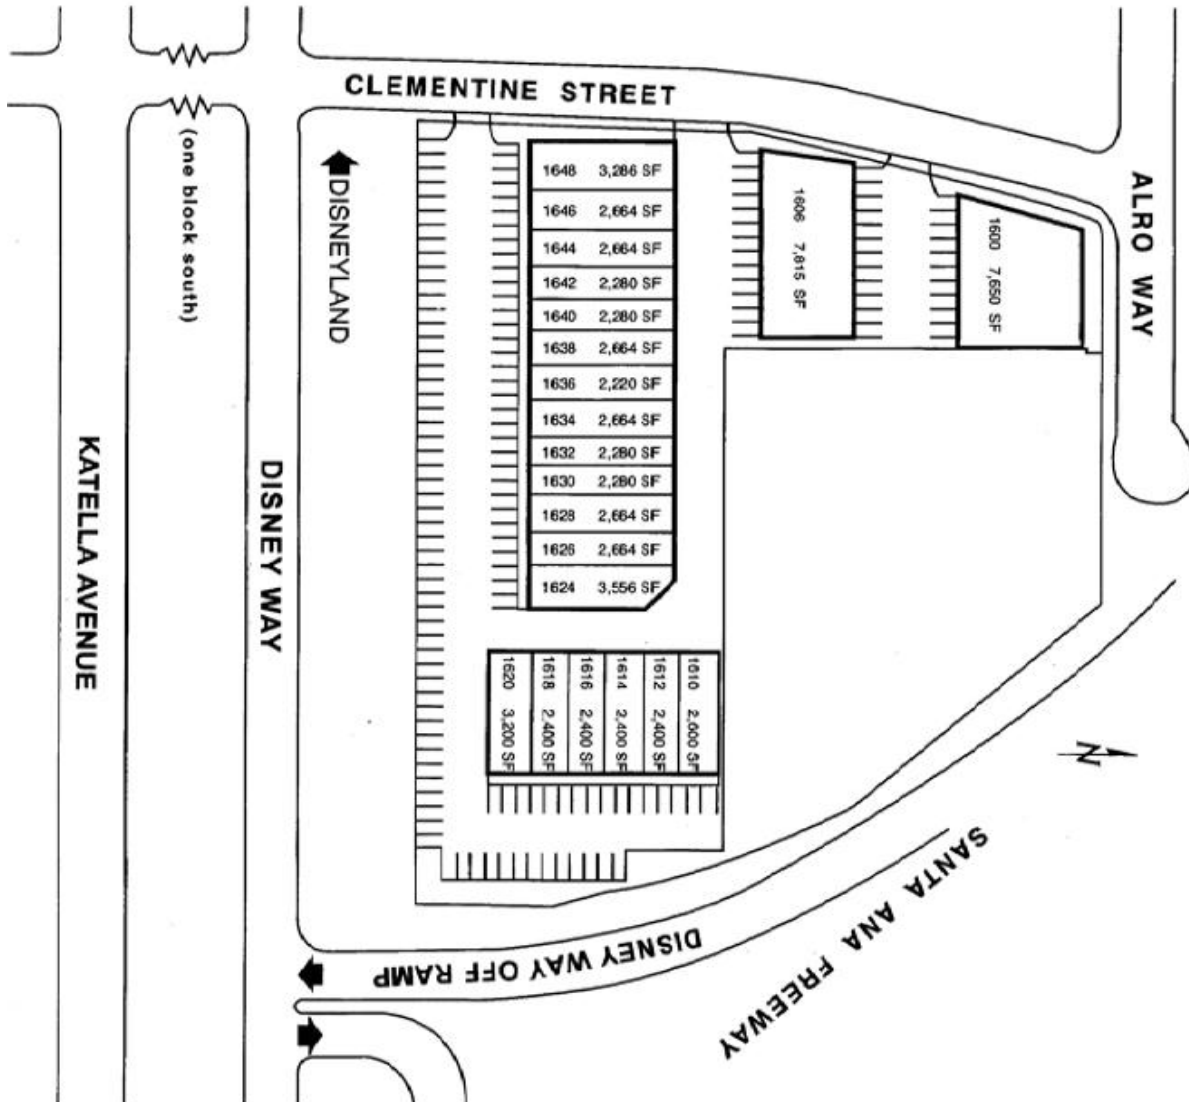 CLEMENTINE STREET
(one block south)
DISNEYLAND
ALRO WAY
KATELLA AVENUE
DISNEY WAY
1648 3,286 SF
1646 2,664 SF
1644 2,664 SF
1642 2,280 SF
1640 2,280 SF
1638 2,664 SF
1636 2,220 SF
1634 2,664 SF
1632 2,280 SF
1630 2,280 SF
1628 2,664 SF
1626 2,664 SF
1624 3,556 SF
1606 7,815 SF
1600 7,650 SF
1620 3,200 SF
1618 2,400 SF
1616 2,400 SF
1614 2,400 SF
1612 2,400 SF
1610 2,600 SF
N
DISNEY WAY OFF RAMP
SANTA ANA FREEWAY